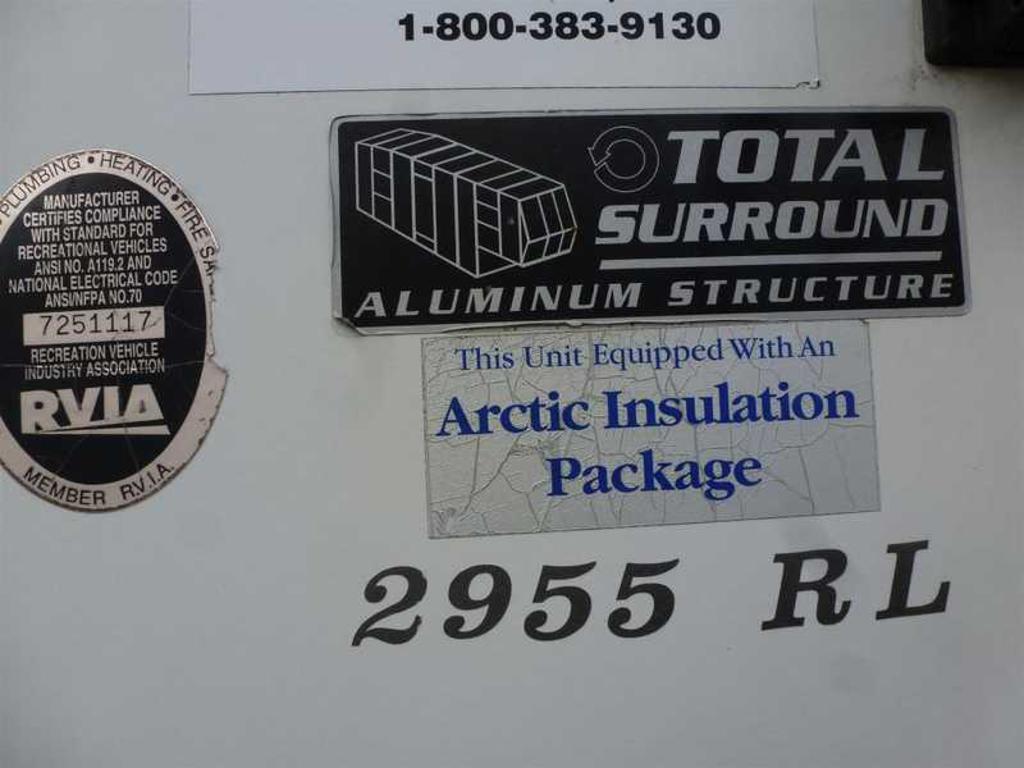 1-800-383-9130
PLUMBING • HEATING • FIRE
MANUFACTURER
CERTIFIES COMPLIANCE
WITH STANDARD FOR
RECREATIONAL VEHICLES
ANSI NO. A119.2 AND
NATIONAL ELECTRICAL CODE
ANSI/NFPA NO.70
7251117
RECREATION VEHICLE
INDUSTRY ASSOCIATION
RVIA
MEMBER R.V.I.A.
TOTAL
SURROUND
ALUMINUM STRUCTURE
This Unit Equipped With An
Arctic Insulation
Package
2955 RL